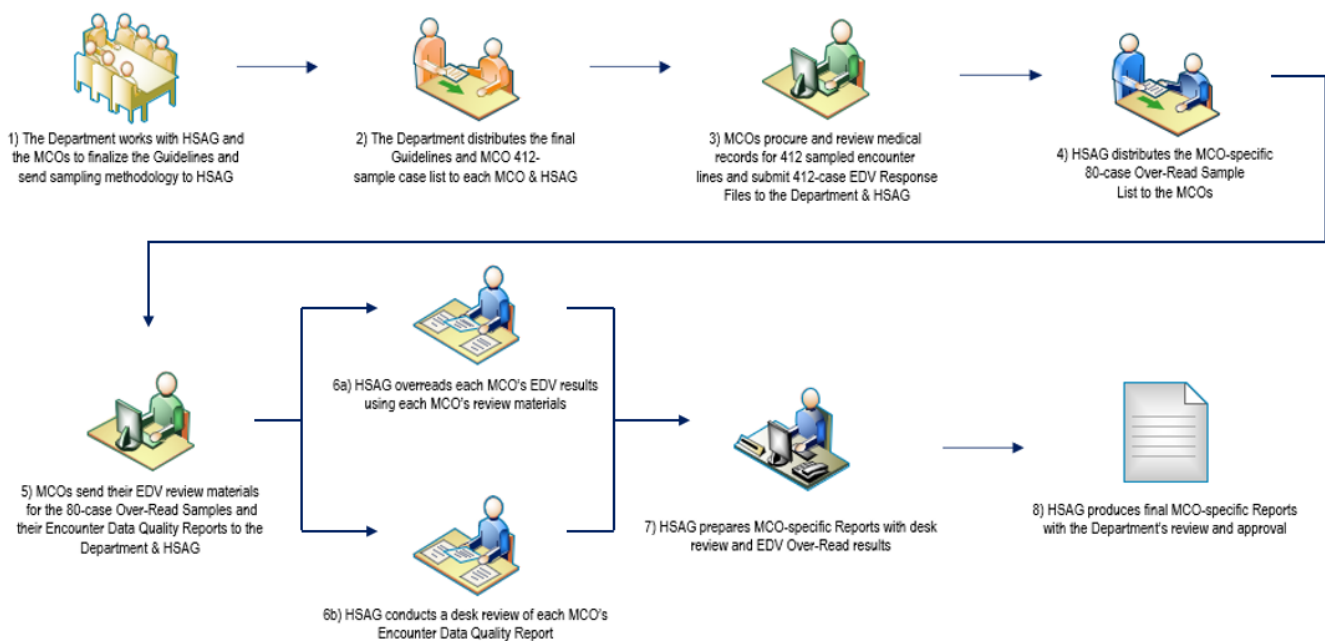 1) The Department works with HSAG and
the MCOs to finalize the Guidelines and
send sampling methodology to HSAG
2) The Department distributes the final
Guidelines and MCO 412-
sample case list to each MCO & HSAG
3) MCOs procure and review medical
records for 412 sampled encounter
lines and submit 412-case EDV Response
Files to the Department & HSAG
4) HSAG distributes the MCO-specific
80-case Over-Read Sample
List to the MCOs
5) MCOs send their EDV review materials
for the 80-case Over-Read Samples and
their Encounter Data Quality Reports to the
Department & HSAG
6a) HSAG overreads each MCO's EDV results
using each MCO's review materials
6b) HSAG conducts a desk review of each MCO's
Encounter Data Quality Report
7) HSAG prepares MCO-specific Reports with desk
review and EDV Over-Read results
8) HSAG produces final MCO-specific Reports
with the Department's review and approval